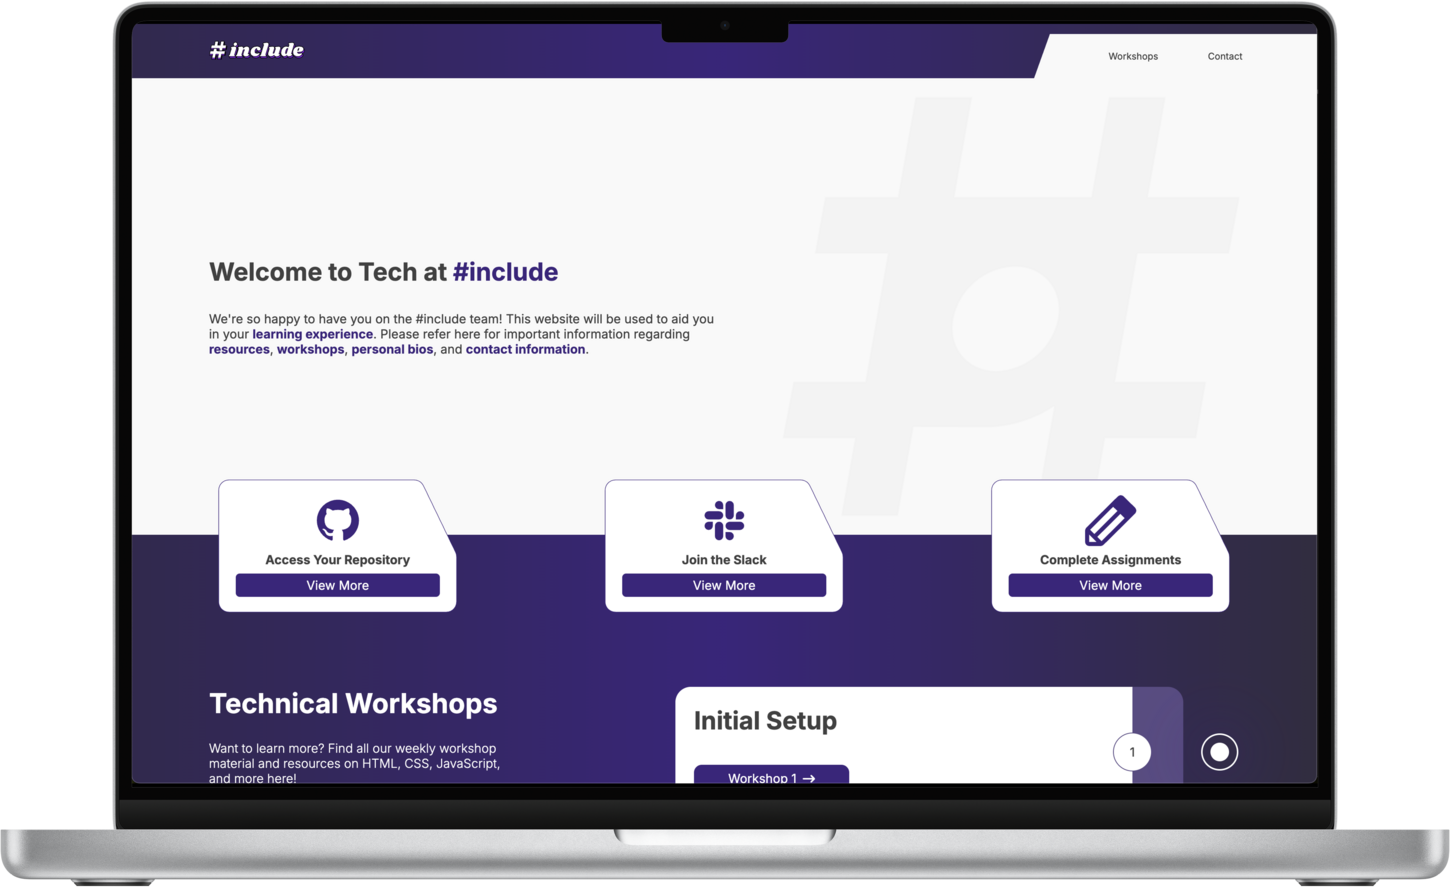 # include
Workshops
Contact
Welcome to Tech at #include
We're so happy to have you on the #include team! This website will be used to aid you
in your learning experience. Please refer here for important information regarding
resources, workshops, personal bios, and contact information.
Access Your Repository
View More
Join the Slack
View More
Complete Assignments
View More
Technical Workshops
Want to learn more? Find all our weekly workshop
material and resources on HTML, CSS, JavaScript,
and more here!
Initial Setup
1
Workshop 1 →